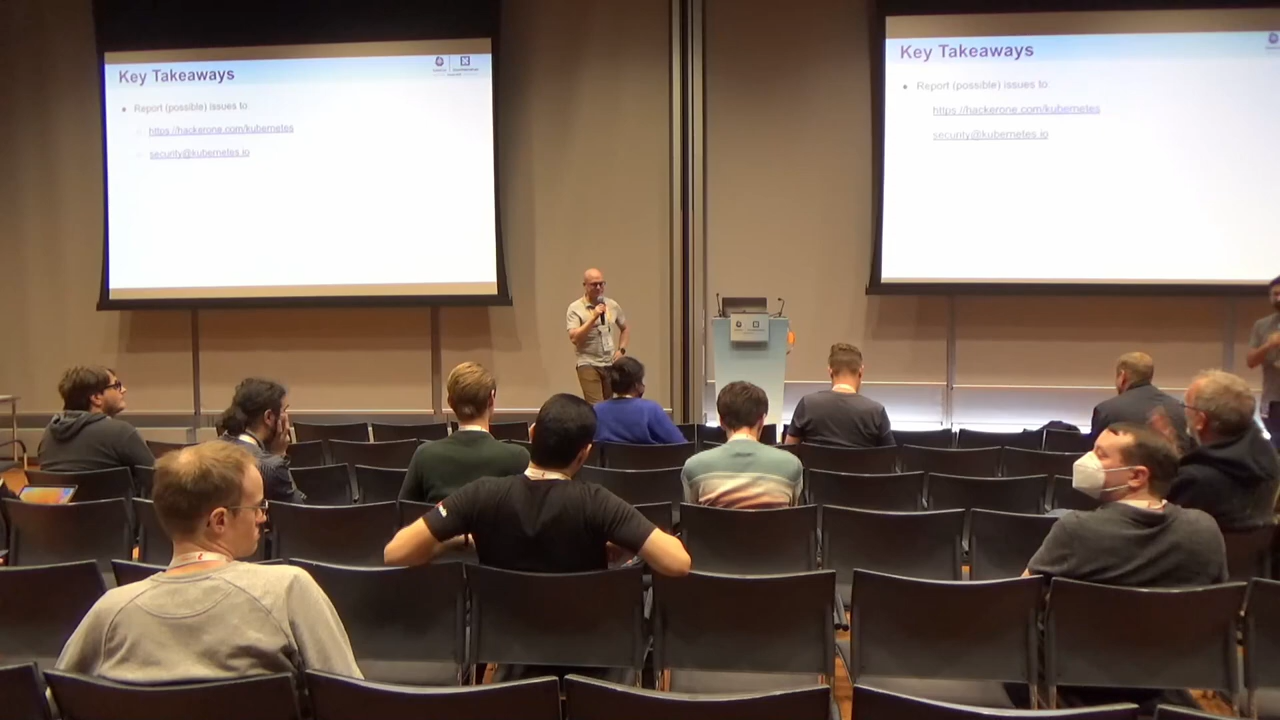 Key Takeaways
Report (possible) issues to:
https://hackerone.com/kubernetes
security@kubernetes.io
Key Takeaways
Report (possible) issues to:
https://hackerone.com/kubernetes
security@kubernetes.io